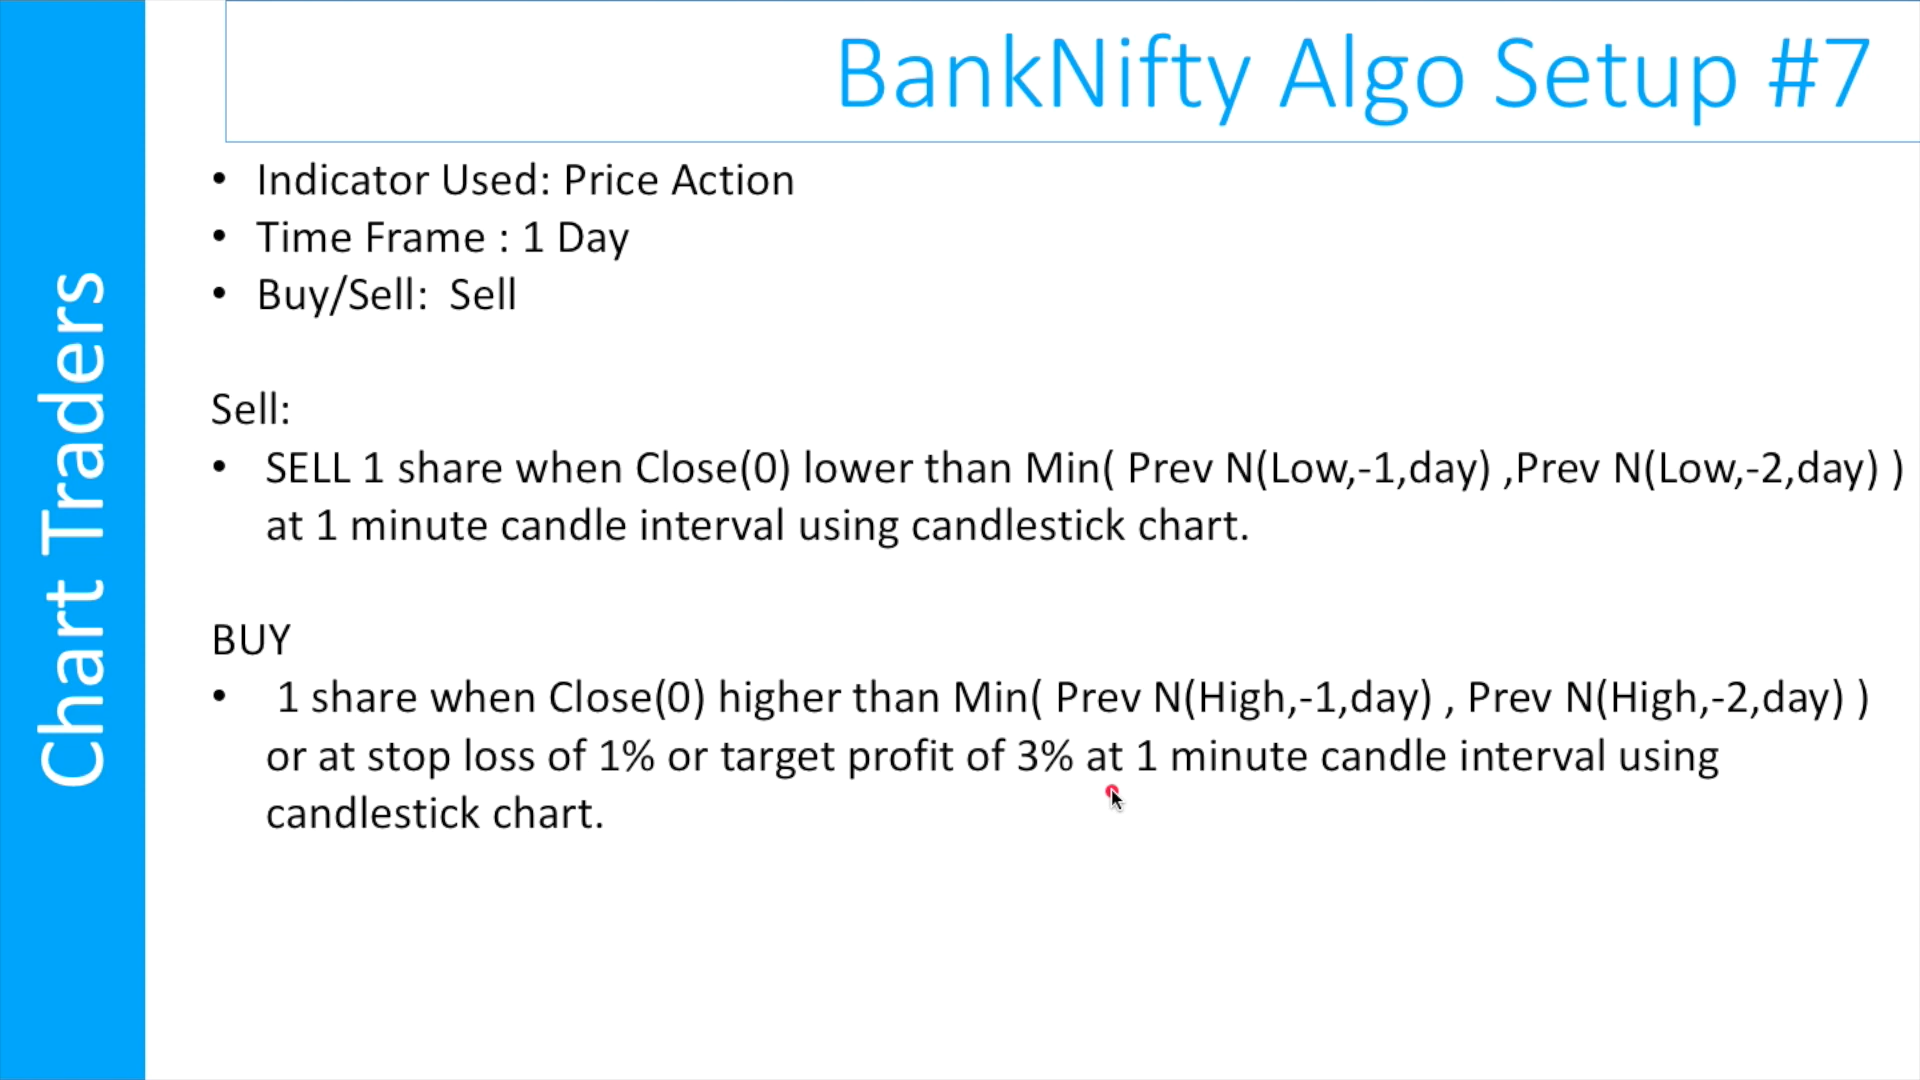 Chart Traders
BankNifty Algo Setup #7
• Indicator Used: Price Action
• Time Frame : 1 Day
• Buy/Sell:  Sell
Sell:
• SELL 1 share when Close(0) lower than Min( Prev N(Low,-1,day) ,Prev N(Low,-2,day) )
at 1 minute candle interval using candlestick chart.
BUY
• 1 share when Close(0) higher than Min( Prev N(High,-1,day) , Prev N(High,-2,day) )
or at stop loss of 1% or target profit of 3% at 1 minute candle interval using
candlestick chart.